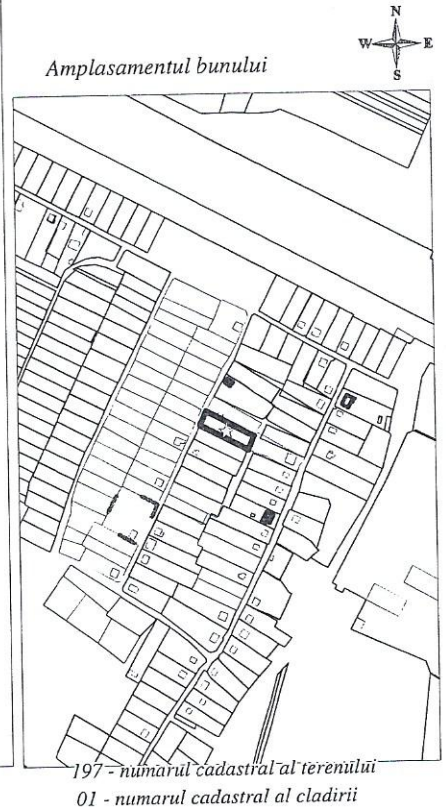 N
W E
S
Amplasamentul bunului
197 - numarul cadastral al terenului
01 - numarul cadastral al cladirii